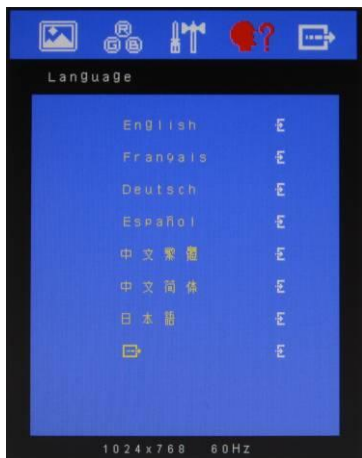 R
G B
?
Language
English
Français
Deutsch
Español
中文繁體
中文简体
日本語
1024x768 60Hz